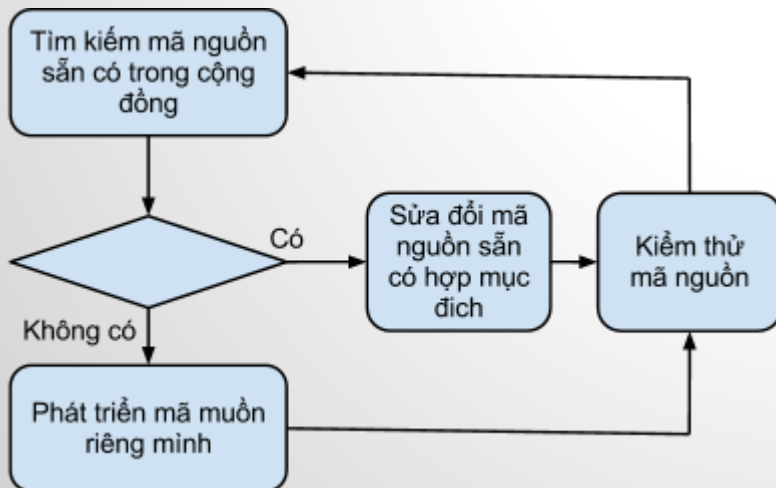 Tìm kiếm mã nguồn
sẵn có trong cộng
đồng
Có
Sửa đổi mã
nguồn sẵn
có hợp mục
đich
Kiểm thử
mã nguồn
Không có
Phát triển mã muồn
riêng mình